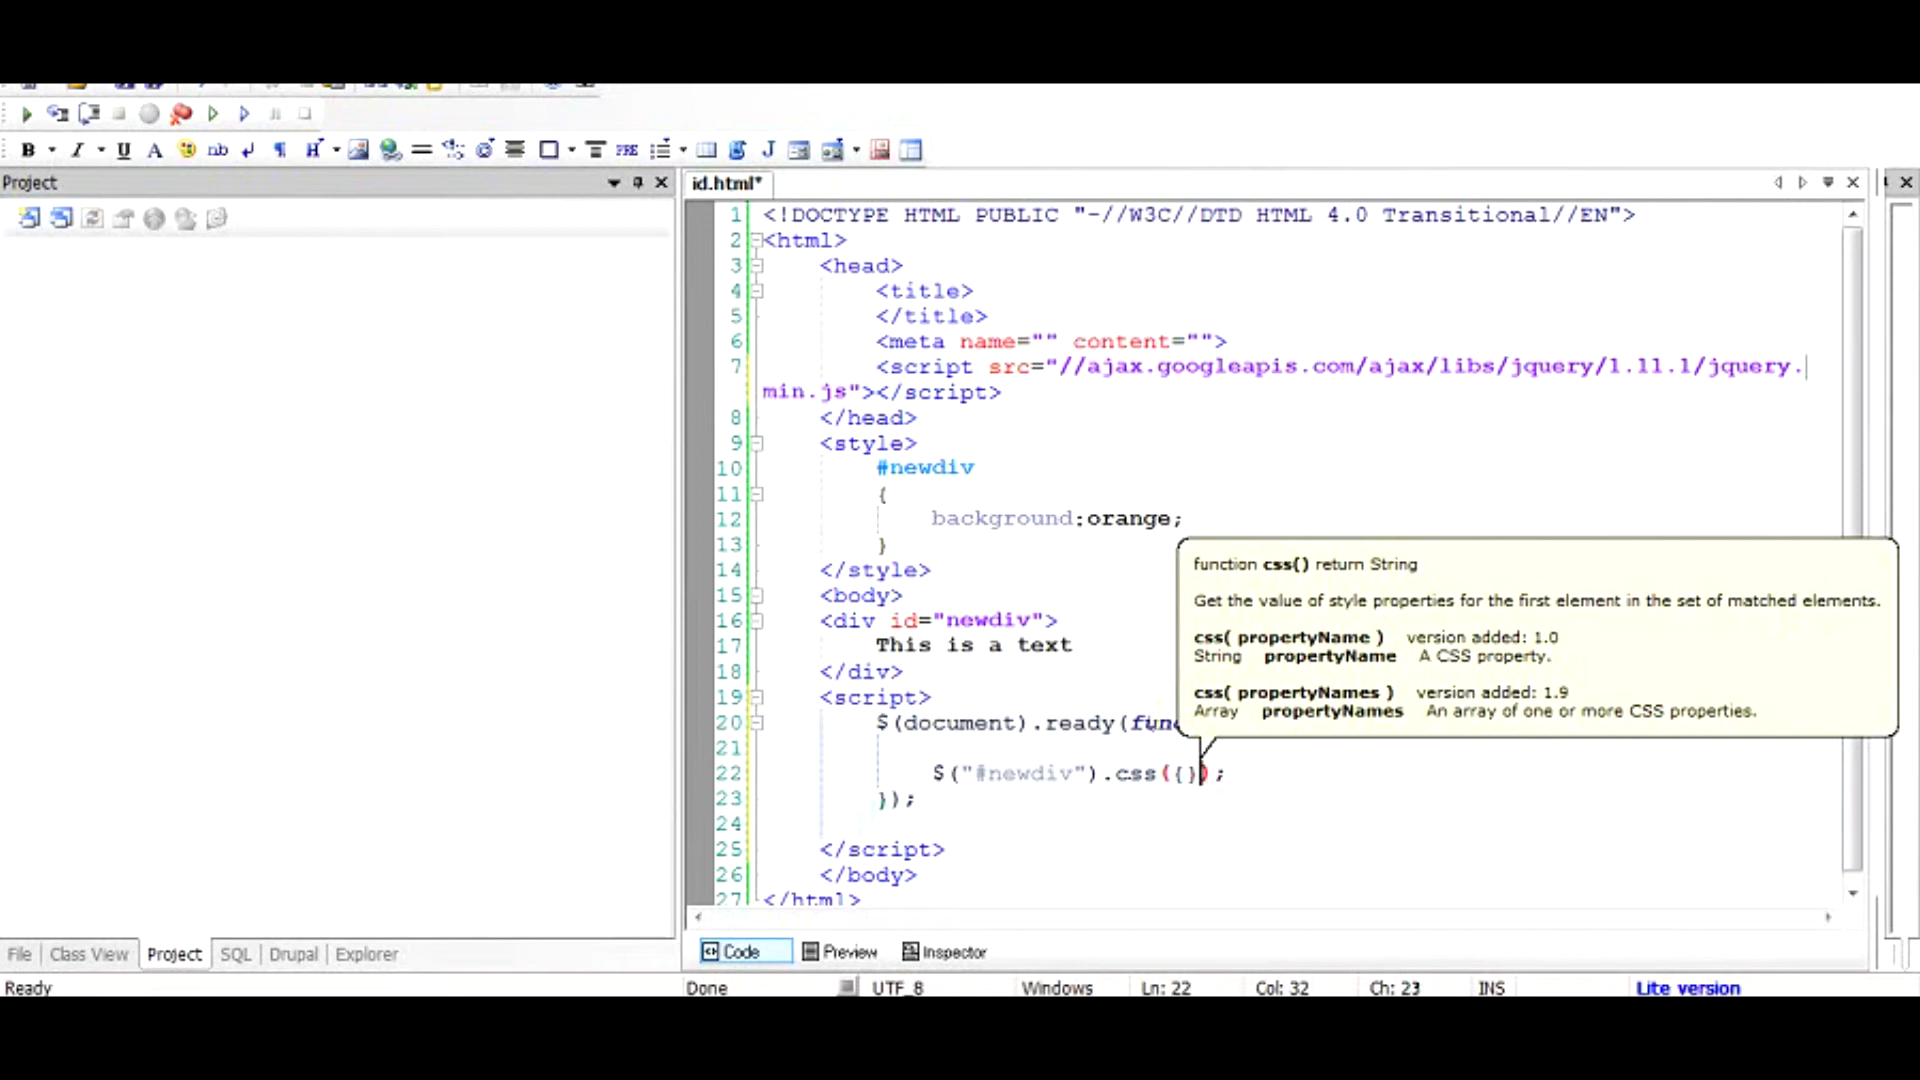 B I U A nb H PRE J
Project
id.html*
1 <!DOCTYPE HTML PUBLIC "-//W3C//DTD HTML 4.0 Transitional//EN">
2 <html>
3 <head>
4 <title>
5 </title>
6 <meta name="" content="">
7 <script src="//ajax.googleapis.com/ajax/libs/jquery/1.11.1/jquery.
min.js"></script>
8 </head>
9 <style>
10 #newdiv
11 {
12 background:orange;
13 }
14 </style>
15 <body>
16 <div id="newdiv">
17 This is a text
18 </div>
19 <script>
20 $(document).ready(func
21
22 $("#newdiv").css({});
23 });
24
25 </script>
26 </body>
27 </html>
function css() return String
Get the value of style properties for the first element in the set of matched elements.
css( propertyName ) version added: 1.0
String propertyName A CSS property.
css( propertyNames ) version added: 1.9
Array propertyNames An array of one or more CSS properties.
Code Preview Inspector
File Class View Project SQL Drupal Explorer
Ready Done UTF_8 Windows Ln: 22 Col: 32 Ch: 23 INS Lite version